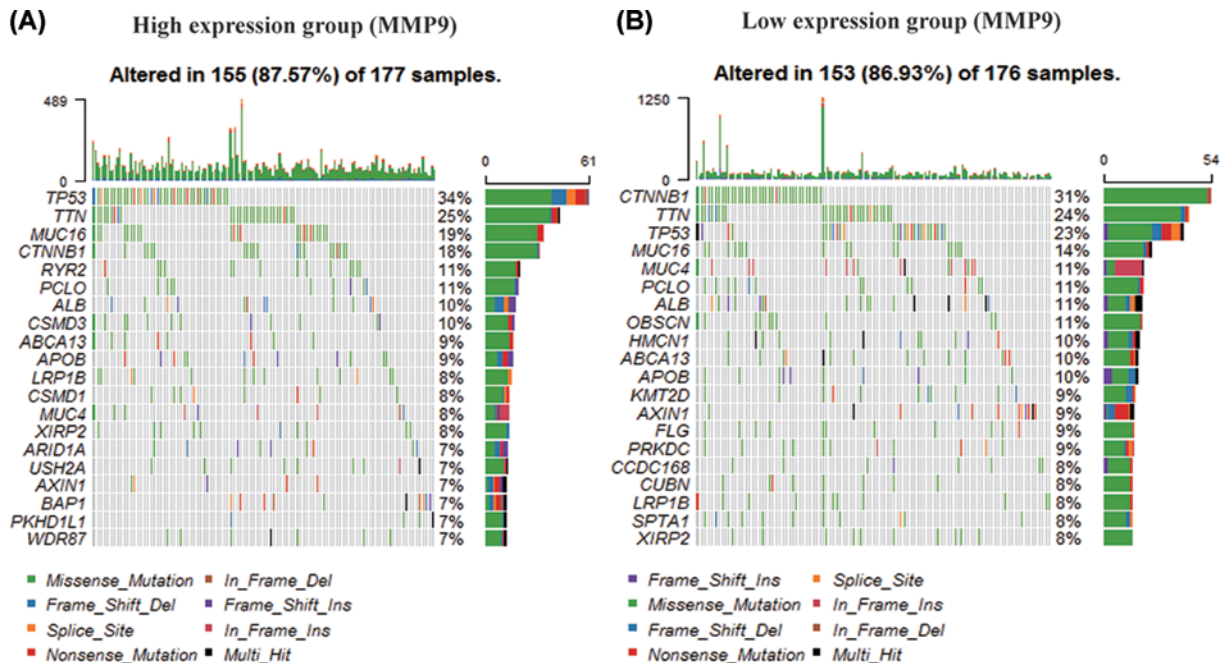 (A) High expression group (MMP9)
Altered in 155 (87.57%) of 177 samples.
489
0
0 61
TP53 34%
TTN 25%
MUC16 19%
CTNNB1 18%
RYR2 11%
PCLO 11%
ALB 10%
CSMD3 10%
ABCA13 9%
APOB 9%
LRP1B 8%
CSMD1 8%
MUC4 8%
XIRP2 8%
ARID1A 7%
USH2A 7%
AXIN1 7%
BAP1 7%
PKHD1L1 7%
WDR87 7%
Missense_Mutation In_Frame_Del
Frame_Shift_Del Frame_Shift_Ins
Splice_Site In_Frame_Ins
Nonsense_Mutation Multi_Hit
(B) Low expression group (MMP9)
Altered in 153 (86.93%) of 176 samples.
1250
0
0 54
CTNNB1 31%
TTN 24%
TP53 23%
MUC16 14%
MUC4 11%
PCLO 11%
ALB 11%
OBSCN 11%
HMCN1 10%
ABCA13 10%
APOB 10%
KMT2D 9%
AXIN1 9%
FLG 9%
PRKDC 9%
CCDC168 8%
CUBN 8%
LRP1B 8%
SPTA1 8%
XIRP2 8%
Frame_Shift_Ins Splice_Site
Missense_Mutation In_Frame_Ins
Frame_Shift_Del In_Frame_Del
Nonsense_Mutation Multi_Hit